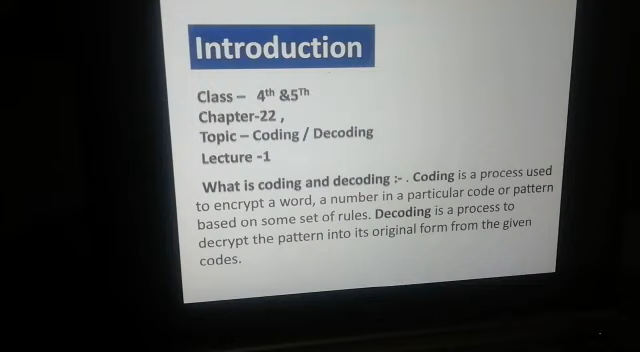 Introduction
Class – 4th &5Th
Chapter-22 ,
Topic – Coding / Decoding
Lecture -1
What is coding and decoding :- . Coding is a process used
to encrypt a word, a number in a particular code or pattern
based on some set of rules. Decoding is a process to
decrypt the pattern into its original form from the given
codes.